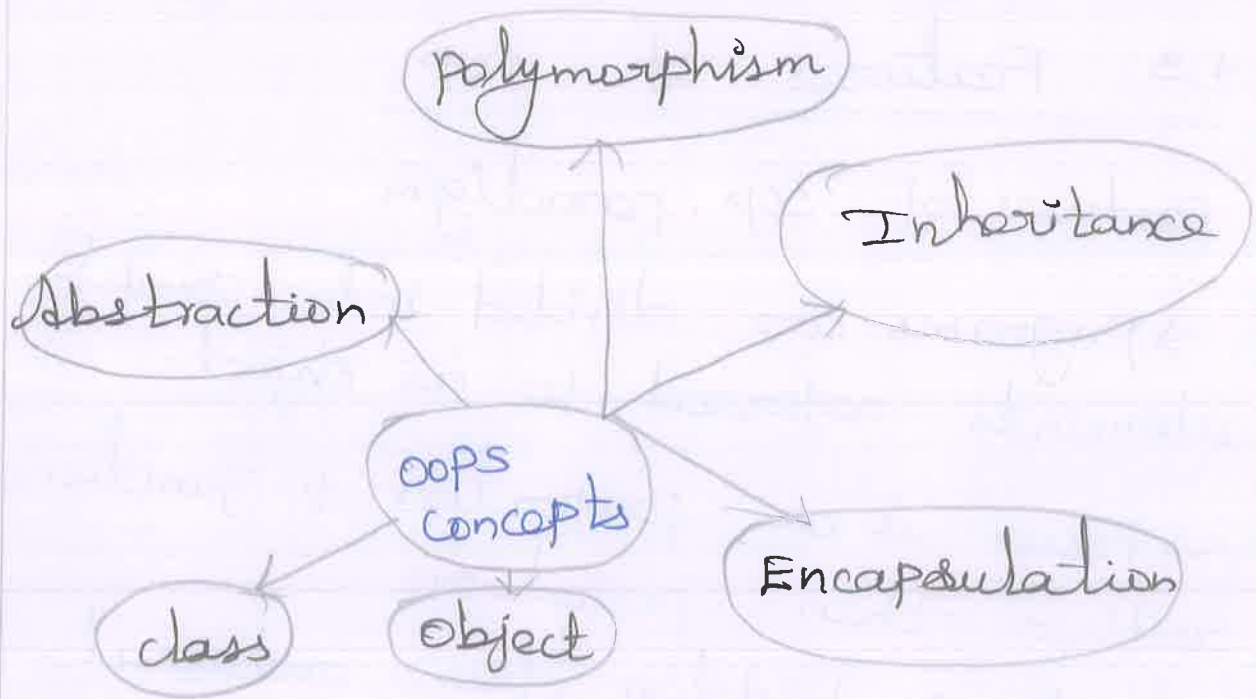 polymorphism
Inheritance
Abstraction
OOPS
concepts
Encapsulation
class
Object